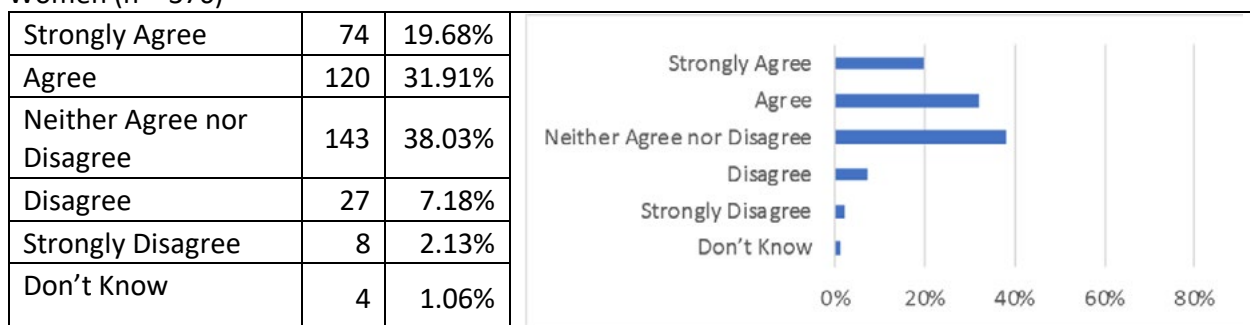 Strongly Agree 74 19.68%
Agree 120 31.91%
Neither Agree nor
Disagree 143 38.03%
Disagree 27 7.18%
Strongly Disagree 8 2.13%
Don’t Know 4 1.06%
Strongly Agree
Agree
Neither Agree nor Disagree
Disagree
Strongly Disagree
Don’t Know
0% 20% 40% 60% 80%